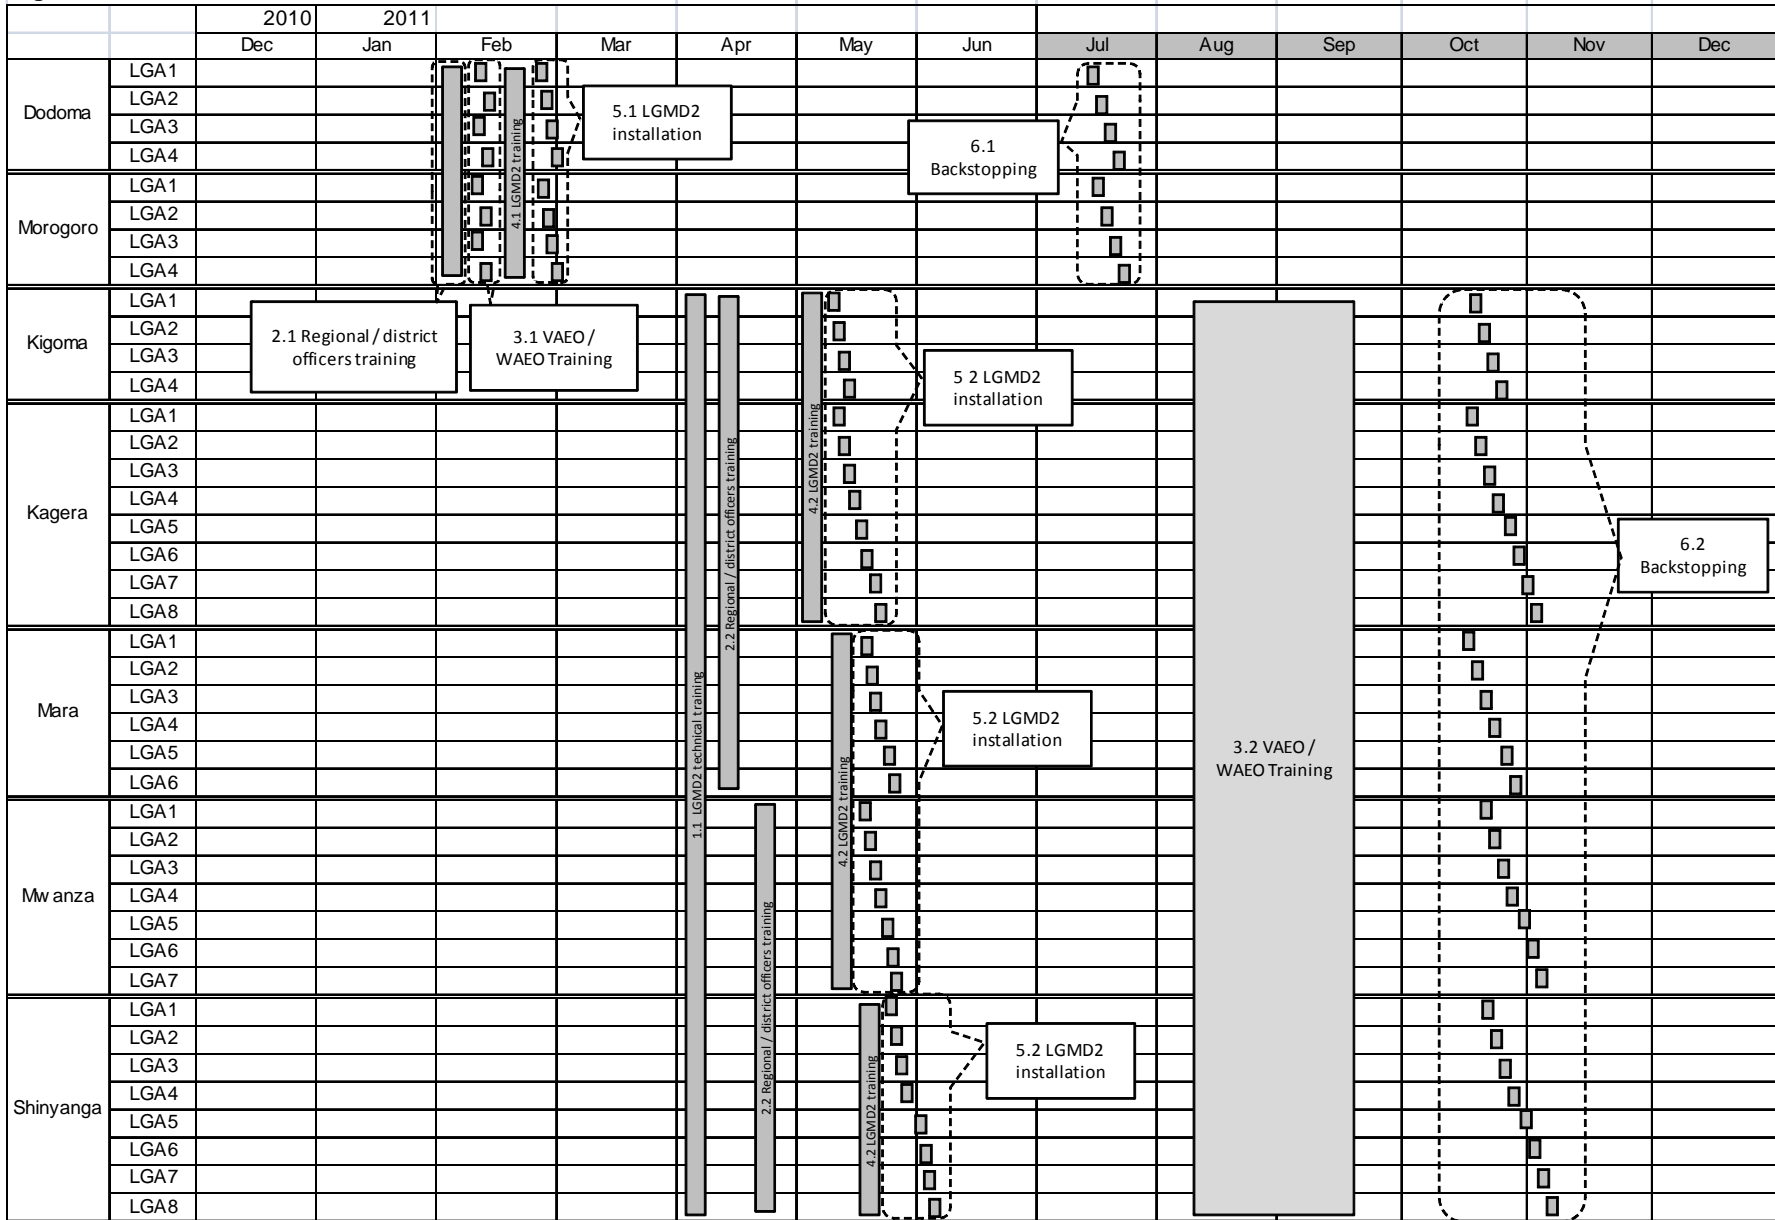 2010 2011
Dec Jan Feb Mar Apr May Jun Jul Aug Sep Oct Nov Dec
Dodoma
LGA1
LGA2
LGA3
LGA4
4.1 LGMD2 training
5.1 LGMD2
installation
6.1
Backstopping
Morogoro
LGA1
LGA2
LGA3
LGA4
2.1 Regional / district
officers training
3.1 VAEO /
WAEO Training
Kigoma
LGA1
LGA2
LGA3
LGA4
5 2 LGMD2
installation
Kagera
LGA1
LGA2
LGA3
LGA4
LGA5
LGA6
LGA7
LGA8
4.2 LGMD2 training
2.2 Regional / district officers training
1.1 LGMD2 technical training
6.2
Backstopping
Mara
LGA1
LGA2
LGA3
LGA4
LGA5
LGA6
5.2 LGMD2
installation
4.2 LGMD2 training
3.2 VAEO /
WAEO Training
Mwanza
LGA1
LGA2
LGA3
LGA4
LGA5
LGA6
LGA7
2.2 Regional / district officers training
Shinyanga
LGA1
LGA2
LGA3
LGA4
LGA5
LGA6
LGA7
LGA8
4.2 LGMD2 training
5.2 LGMD2
installation